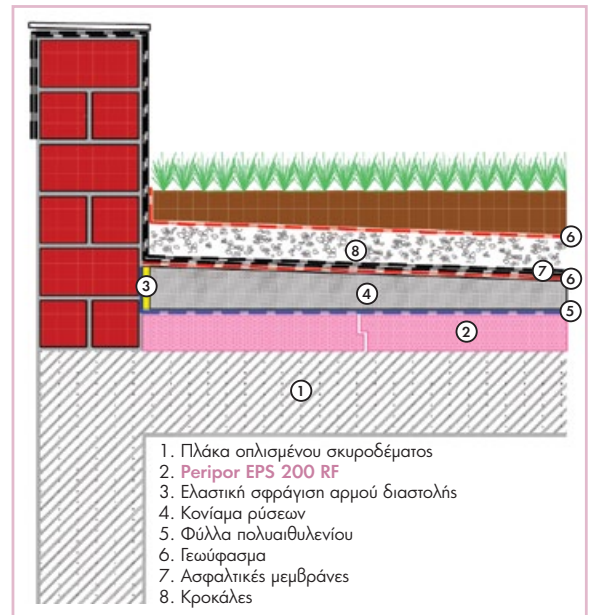 6
8
7
6
3
4
5
2
1
1. Πλάκα οπλισμένου σκυροδέματος
2. Peripor EPS 200 RF
3. Ελαστική σφράγιση αρμού διαστολής
4. Κονίαμα ρύσεων
5. Φύλλα πολυαιθυλενίου
6. Γεωύφασμα
7. Ασφαλτικές μεμβράνες
8. Κροκάλες